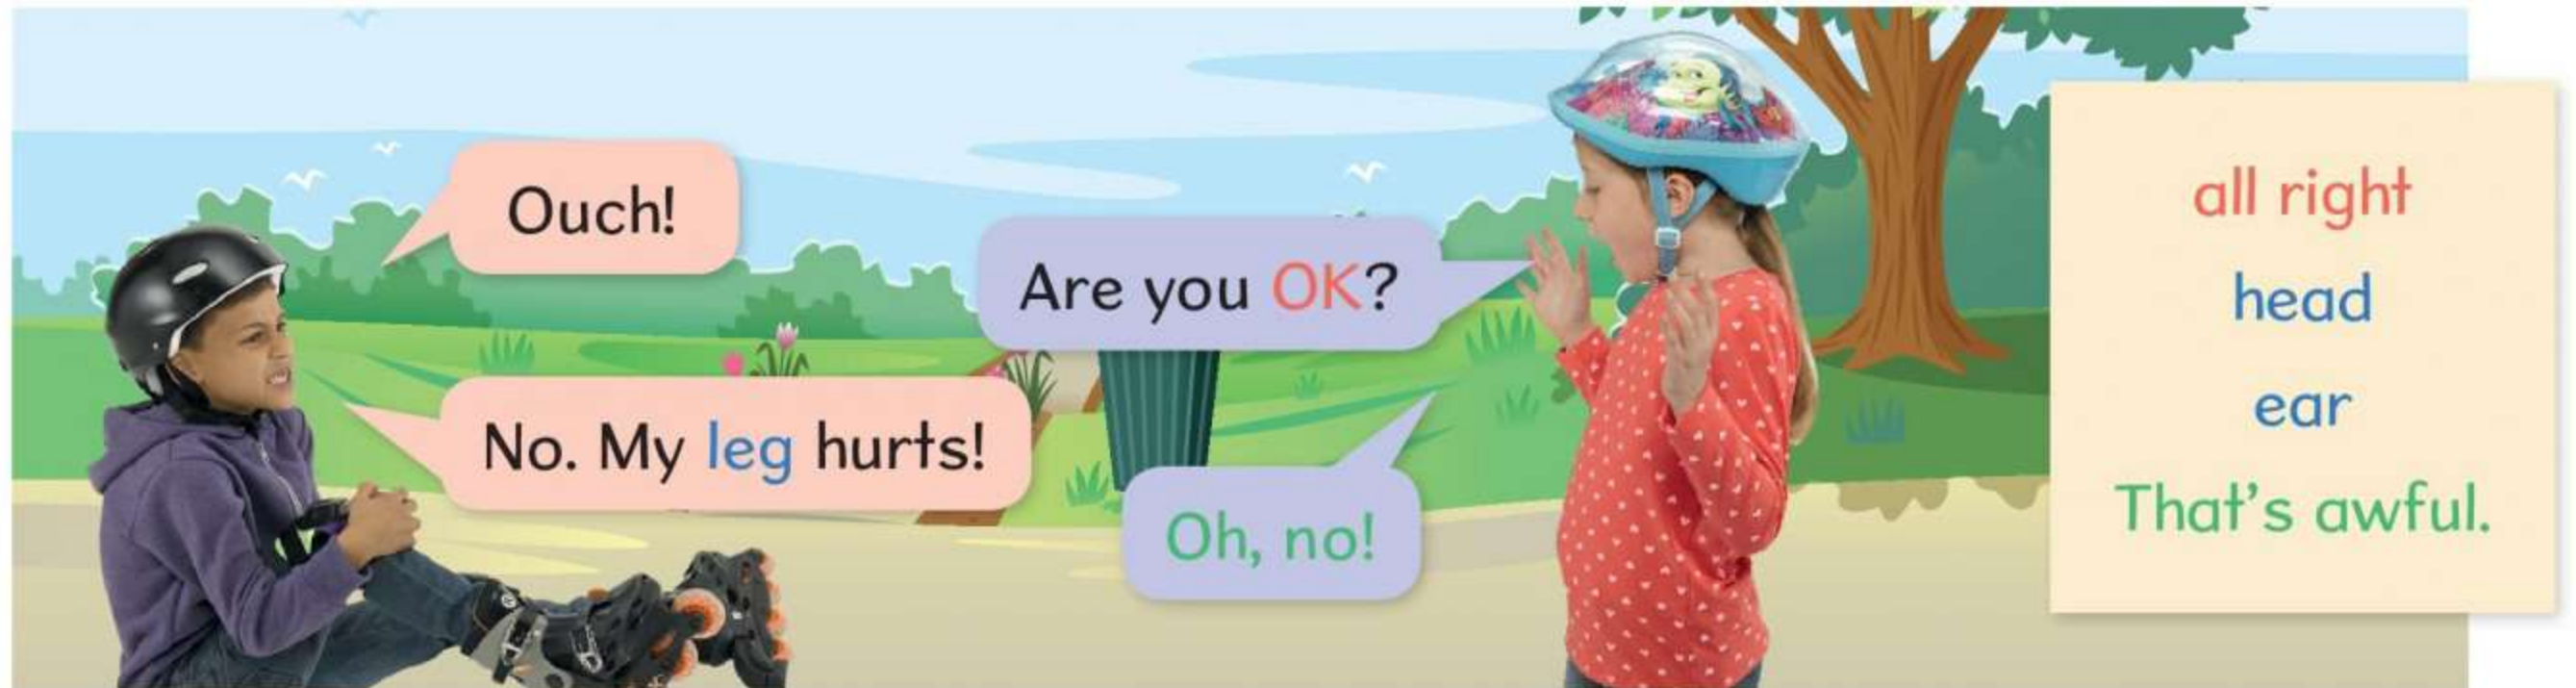 Ouch!
Are you OK?
No. My leg hurts!
Oh, no!
all right
head
ear
That's awful.